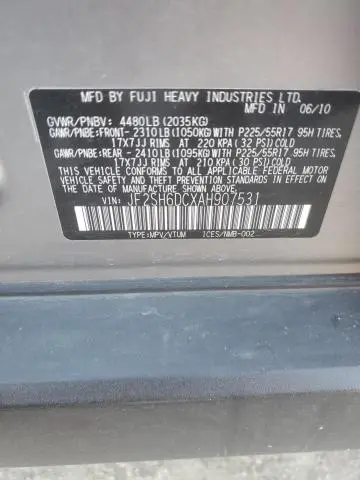 MFD BY FUJI HEAVY INDUSTRIES LTD.
MFD IN 06/10
GVWR/PNBV: 4480LB(2035KG)
GAWR/PNBE:FRONT- 2310LB(1050KG)WITH P225/55R17 95H TIRES,
17X7JJ RIMS AT 220 KPA(32 PSI)COLD
GAWR/PNBE:REAR - 2410LB(1095KG)WITH P225/55R17 95H TIRES,
17X7JJ RIMS AT 210 KPA(30 PSI)COLD
THIS VEHICLE CONFORMS TO ALL APPLICABLE FEDERAL MOTOR
VEHICLE SAFETY, BUMPER, AND THEFT PREVENTION STANDARDS
IN EFFECT ON THE DATE OF MANUFACTURE SHOWN ABOVE.
JF2SH6DCXAH907531
TYPE:MPV/VTUM ICES/NMB-002